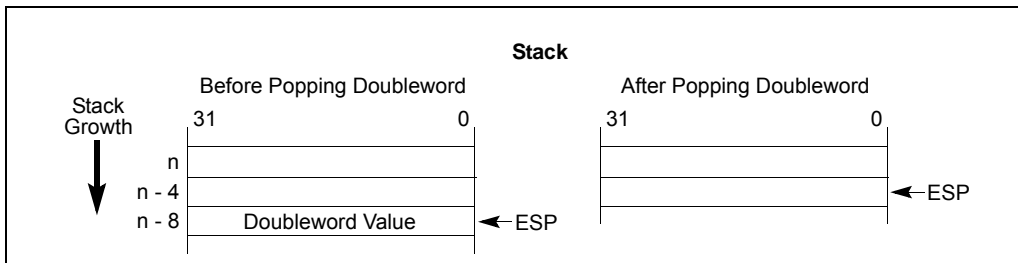 Stack
Before Popping Doubleword
After Popping Doubleword
Stack
Growth
31 0
31 0
n
n - 4
ESP
n - 8 Doubleword Value ESP